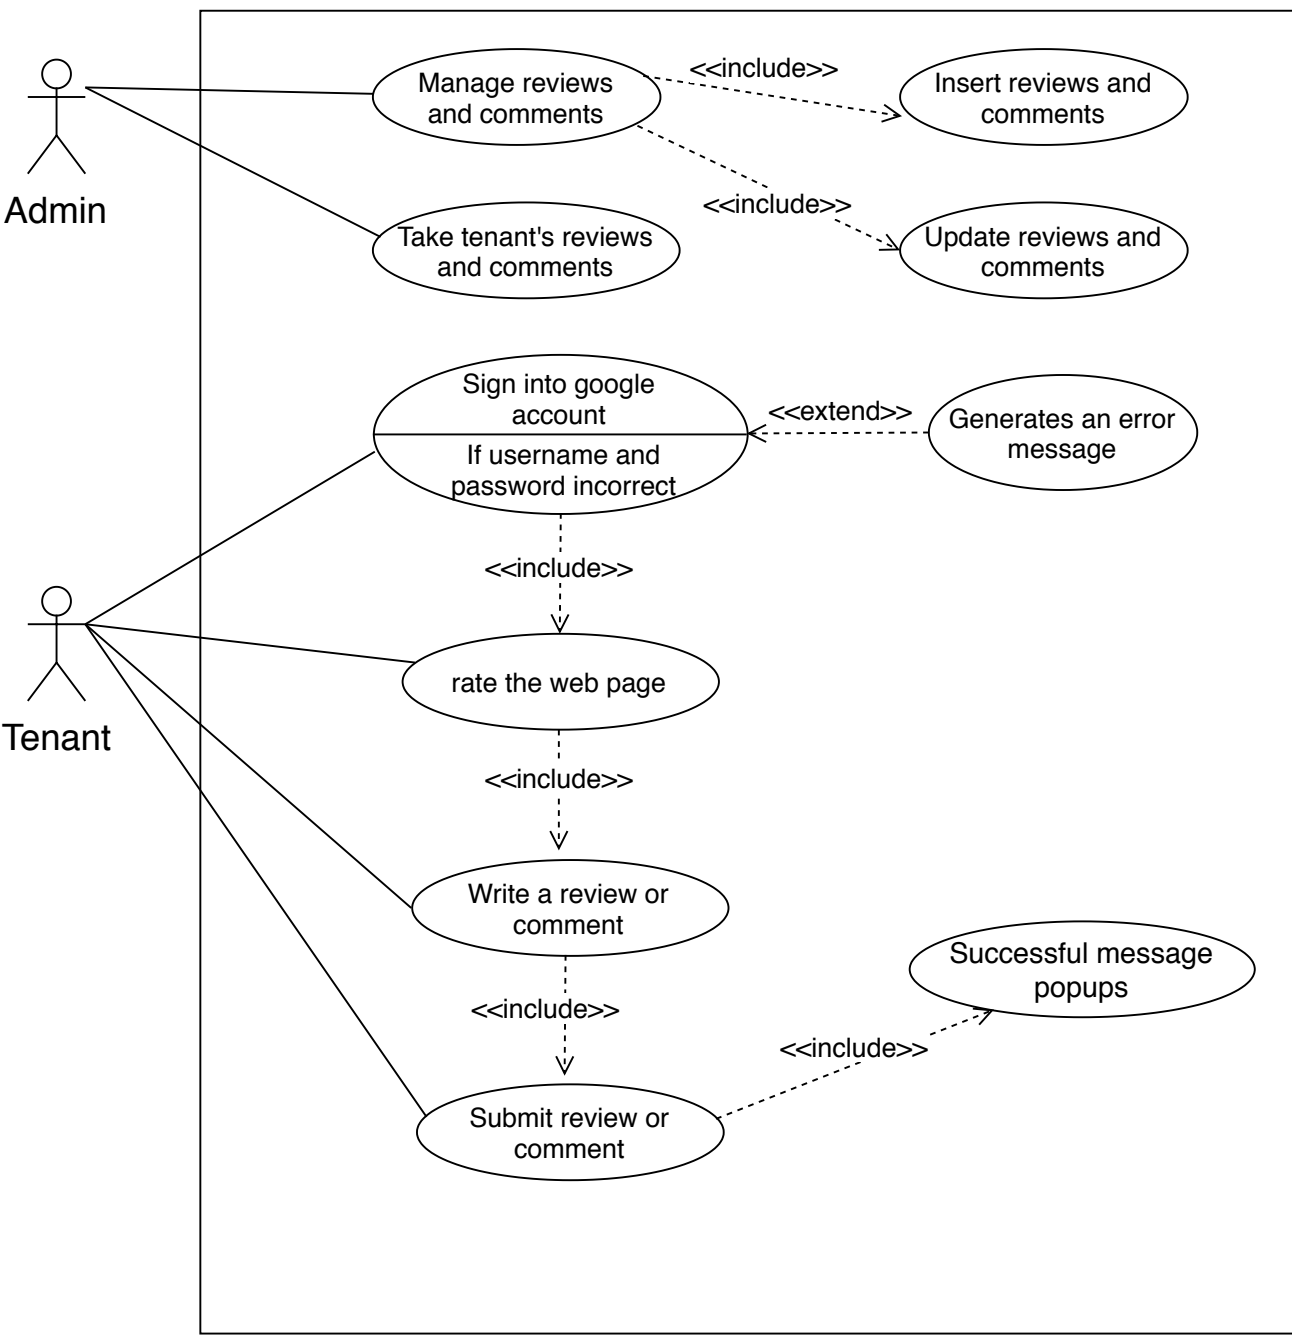 Manage reviews
and comments
<<include>>
Insert reviews and
comments
Admin
Take tenant's reviews
and comments
<<include>>
Update reviews and
comments
Sign into google
account
If username and
password incorrect
<<extend>>
Generates an error
message
<<include>>
Tenant
rate the web page
<<include>>
Write a review or
comment
<<include>>
Successful message
popups
<<include>>
Submit review or
comment